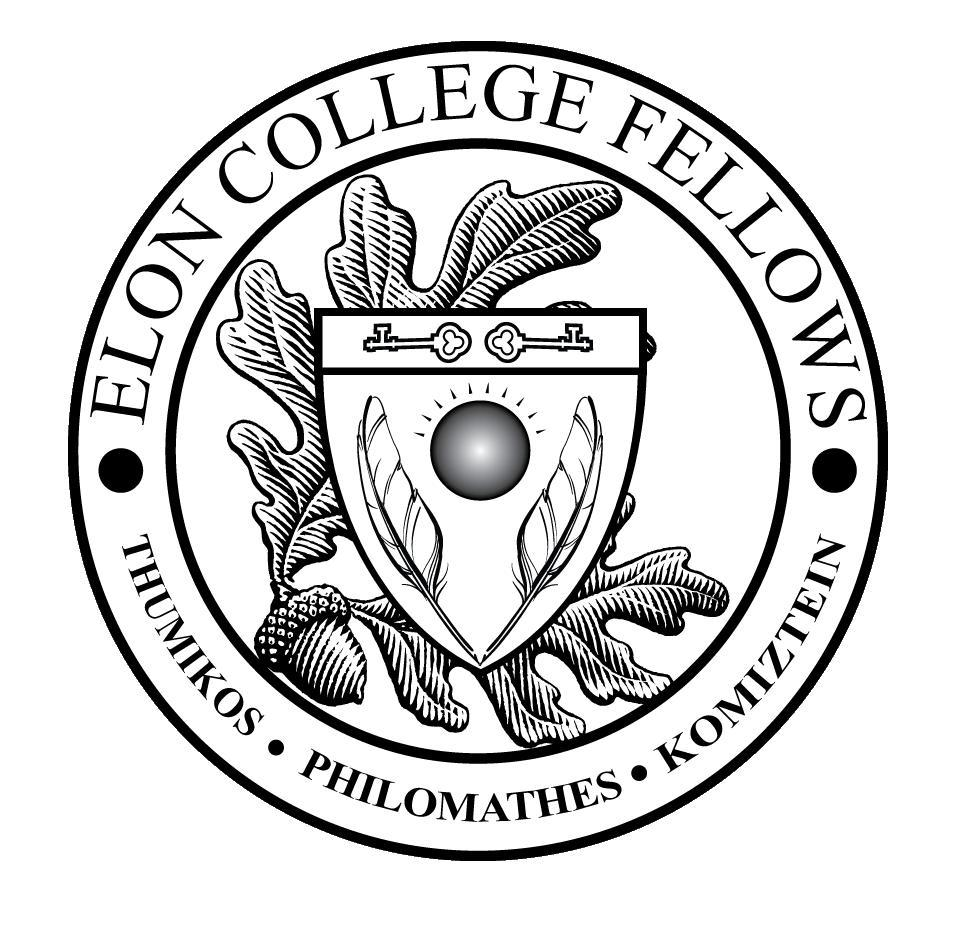 ELON COLLEGE FELLOWS
THUMIKOS • PHILOMATHES • KOMIZTEIN